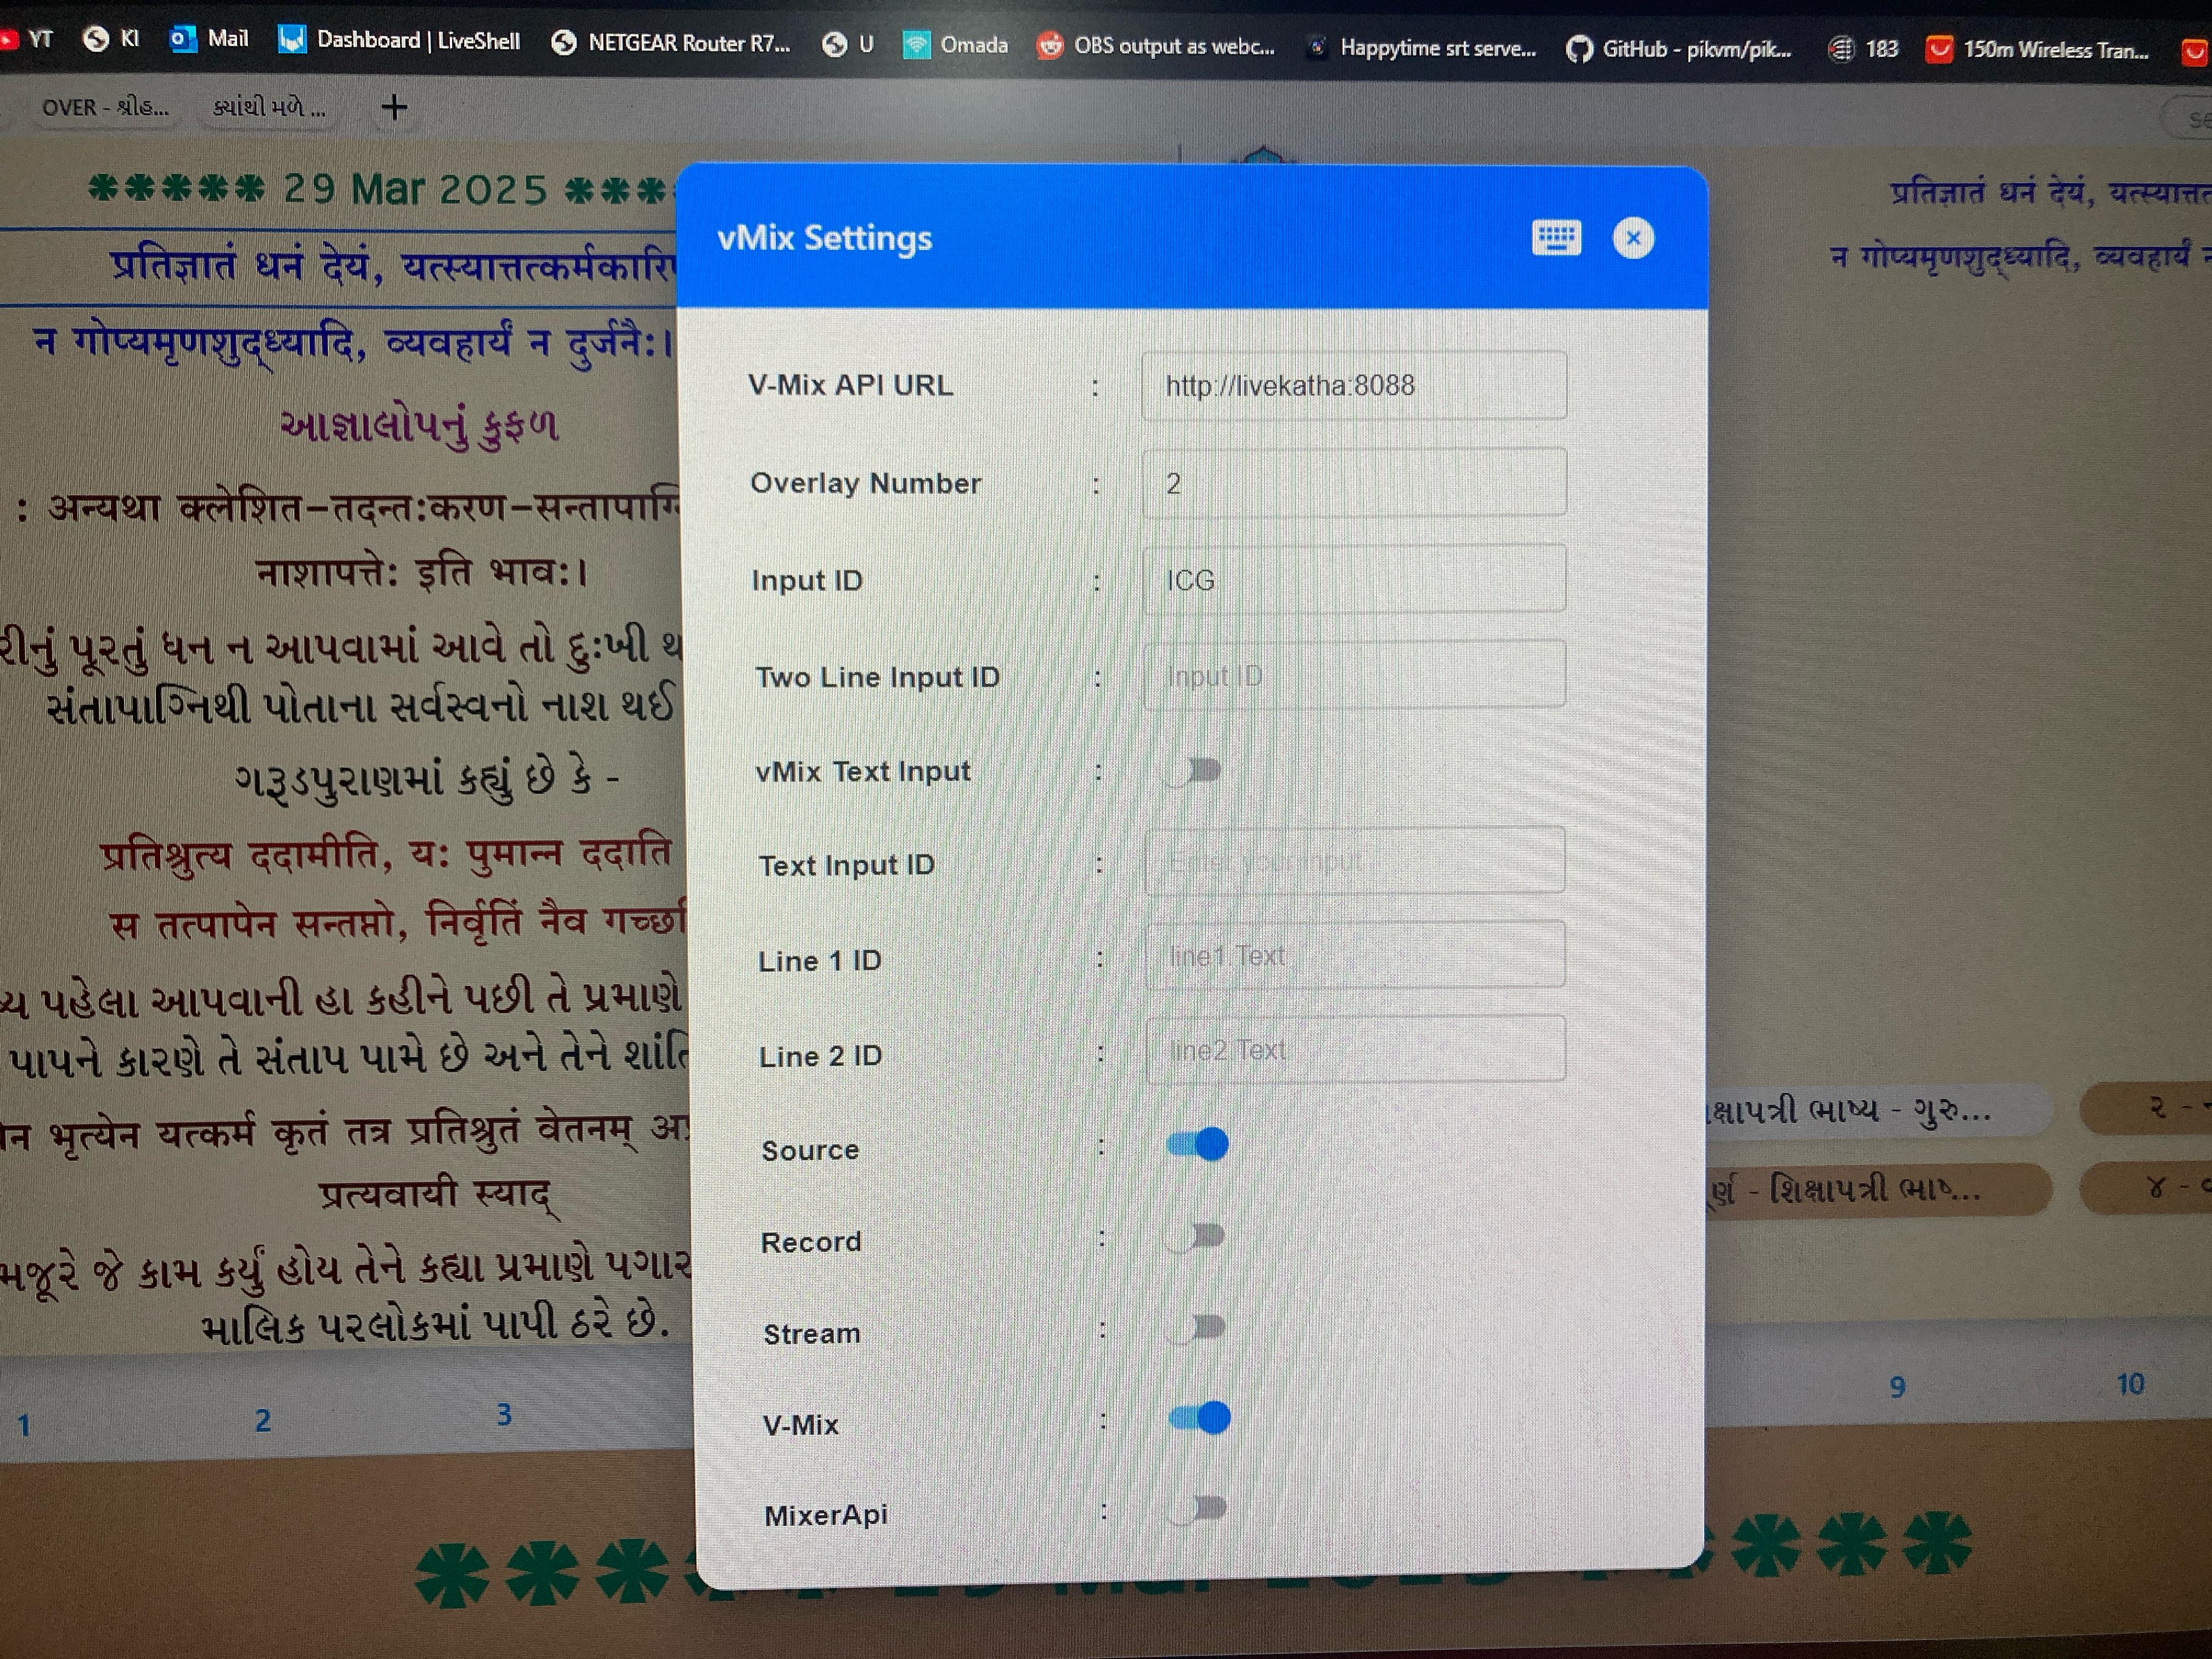 YT KI Mail Dashboard | LiveShell NETGEAR Router R7... U Omada OBS output as webc... Happytime srt serve... GitHub - pikvm/pik... 183 150m Wireless Tran...
OVER - શ્રીહ... ક્યાંથી મળે ... +
29 Mar 2025
प्रतिज्ञातं धनं देयं, यत्स्यात्तत्कर्मकारि
न गोप्यमृणशुद्ध्यादि, व्यवहार्यं न दुर्जनैः।
આજ્ઞાલોપનું કુફળ
: अन्यथा क्लेशित-तदन्तःकरण-सन्तापाग्नि
नाशापत्तेः इति भावः।
રીનું પૂરતું ધન ન આપવામાં આવે તો દુઃખી થ
સંતાપાગ્નિથી પોતાના સર્વસ્વનો નાશ થઈ
ગરૂડપુરાણમાં કહ્યું છે કે -
प्रतिश्रुत्य ददामीति, यः पुमान्न ददाति
स तत्पापेन सन्तप्तो, निर्वृतिं नैव गच्छति
ય પહેલા આપવાની હા કહીને પછી તે પ્રમાણે
પાપને કારણે તે સંતાપ પામે છે અને તેને શાંતિ
न भृत्येन यत्कर्म कृतं तत्र प्रतिश्रुतं वेतनम्
प्रत्यवायी स्याद्
મજૂરે જે કામ કર્યું હોય તેને કહ્યા પ્રમાણે પગાર
માલિક પરલોકમાં પાપી ઠરે છે.
1 2 3
vMix Settings
V-Mix API URL : http://livekatha:8088
Overlay Number : 2
Input ID : ICG
Two Line Input ID : Input ID
vMix Text Input :
Text Input ID : Enter your input
Line 1 ID : line1.Text
Line 2 ID : line2.Text
Source :
Record :
Stream :
V-Mix :
MixerApi :
प्रतिज्ञातं धनं देयं, यत्स्यात्तत
न गोप्यमृणशुद्ध्यादि, व्यवहार्यं न
ક્ષાપત્રી ભાષ્ય - ગુરુ... ૨ -
ર્ણ - શિક્ષાપત્રી ભાષ... ૪ -
9 10